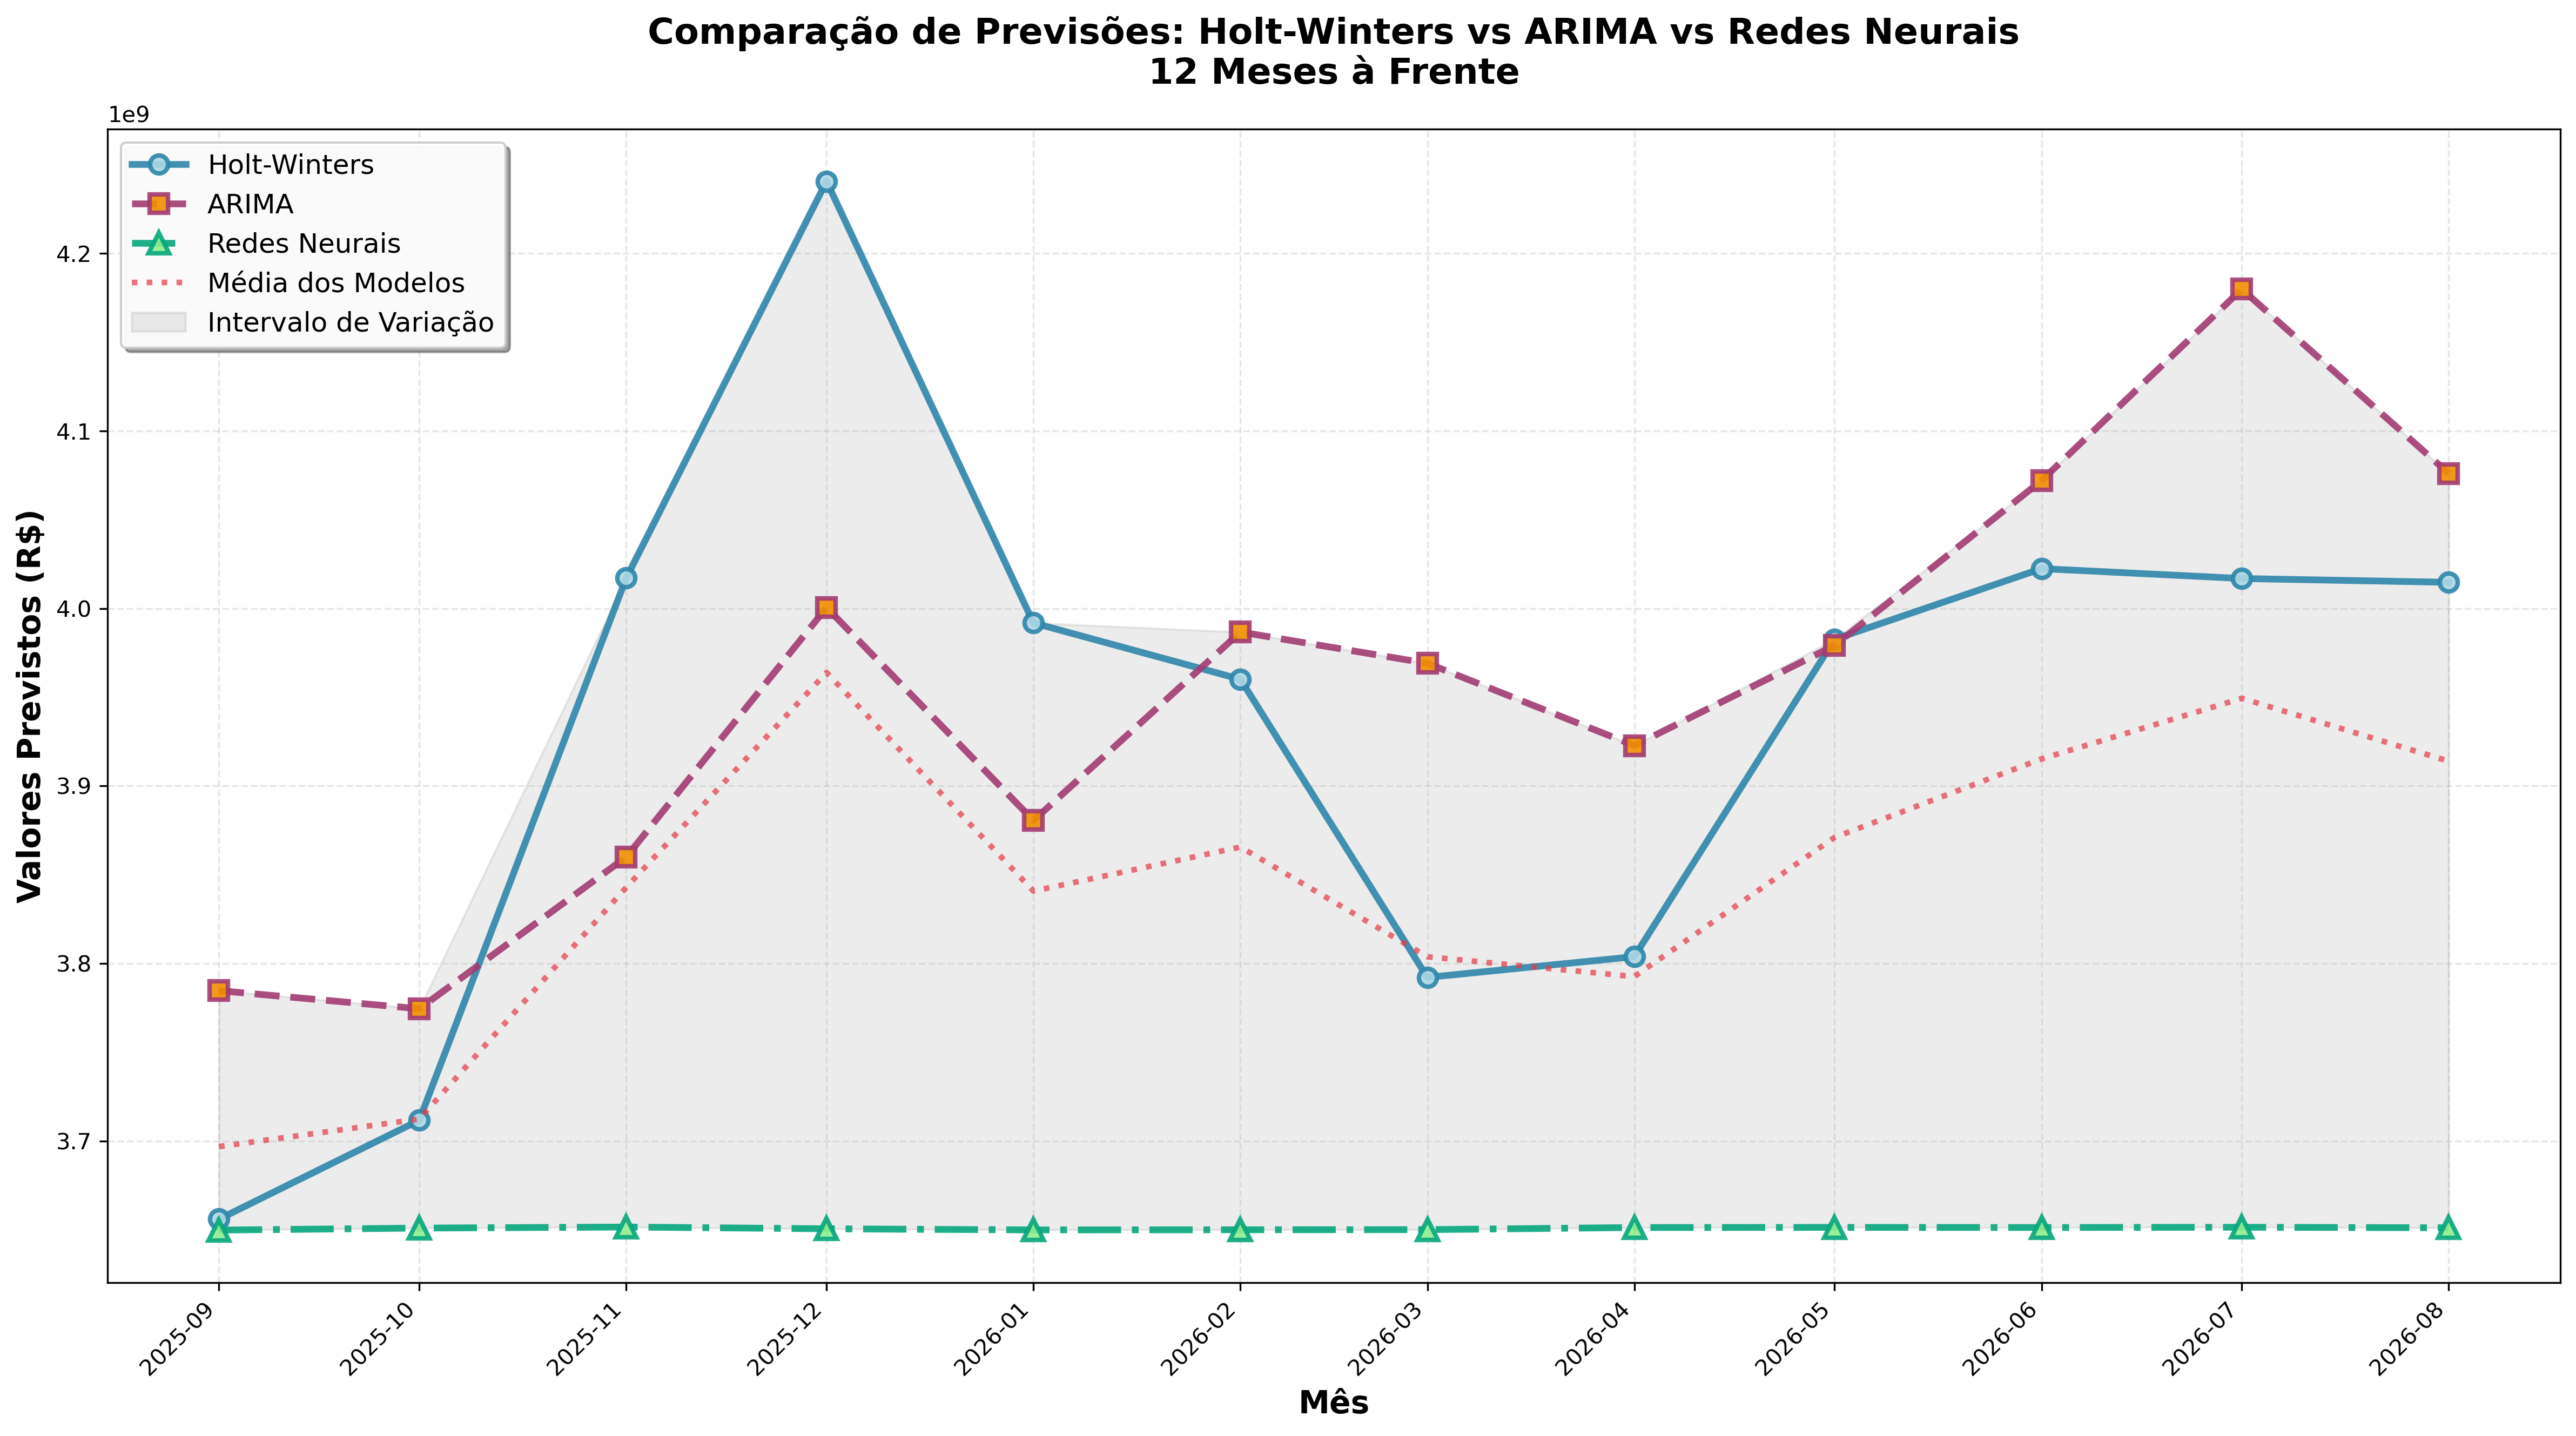 Comparação de Previsões: Holt-Winters vs ARIMA vs Redes Neurais
12 Meses à Frente
1e9
Holt-Winters
ARIMA
Redes Neurais
Média dos Modelos
Intervalo de Variação
4.2
4.1
4.0
3.9
3.8
3.7
Valores Previstos (R$)
2025-09
2025-10
2025-11
2025-12
2026-01
2026-02
2026-03
2026-04
2026-05
2026-06
2026-07
2026-08
Mês